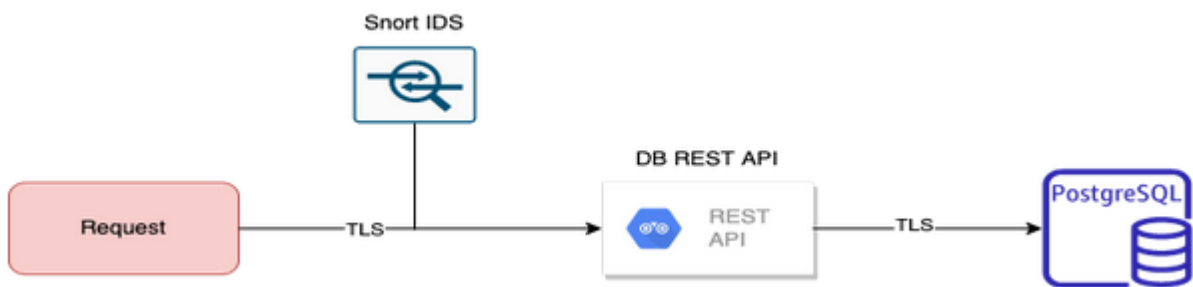 Snort IDS
DB REST API
Request
TLS
REST
API
TLS
PostgreSQL